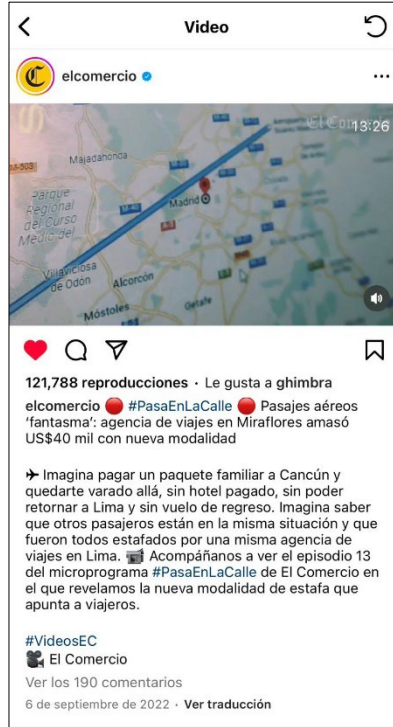 Video
elcomercio
El Comercio
13:26
M-503
Majadahonda
Parque
Regional
del Curso
Medio del
M-40
Madrid
Villaviciosa
de Odón
Alcorcón
Móstoles
Getafe
121,788 reproducciones · Le gusta a ghimbra
elcomercio 🔴 #PasaEnLaCalle 🔴 Pasajes aéreos
‘fantasma’: agencia de viajes en Miraflores amasó
US$40 mil con nueva modalidad
✈ Imagina pagar un paquete familiar a Cancún y
quedarte varado allá, sin hotel pagado, sin poder
retornar a Lima y sin vuelo de regreso. Imagina saber
que otros pasajeros están en la misma situación y que
fueron todos estafados por una misma agencia de
viajes en Lima. 📹 Acompáñanos a ver el episodio 13
del microprograma #PasaEnLaCalle de El Comercio en
el que revelamos la nueva modalidad de estafa que
apunta a viajeros.
#VideosEC
🎥 El Comercio
Ver los 190 comentarios
6 de septiembre de 2022 · Ver traducción